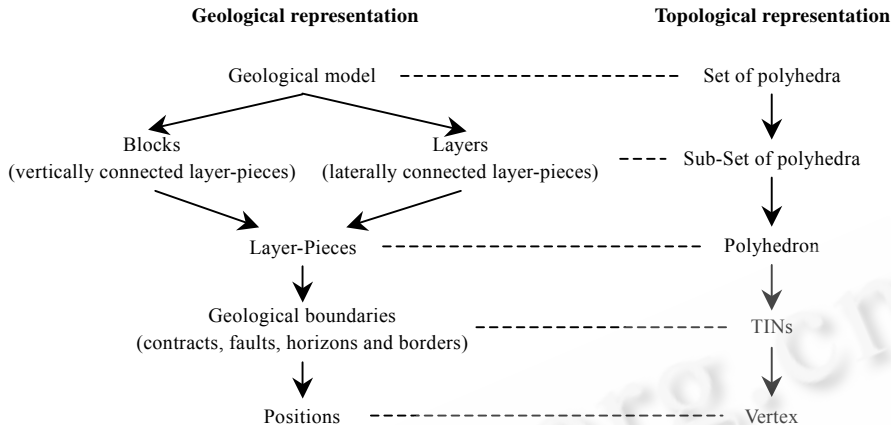 Geological representation
Topological representation
Geological model
Set of polyhedra
Blocks
(vertically connected layer-pieces)
Layers
(laterally connected layer-pieces)
Sub-Set of polyhedra
Layer-Pieces
Polyhedron
Geological boundaries
(contracts, faults, horizons and borders)
TINs
Positions
Vertex